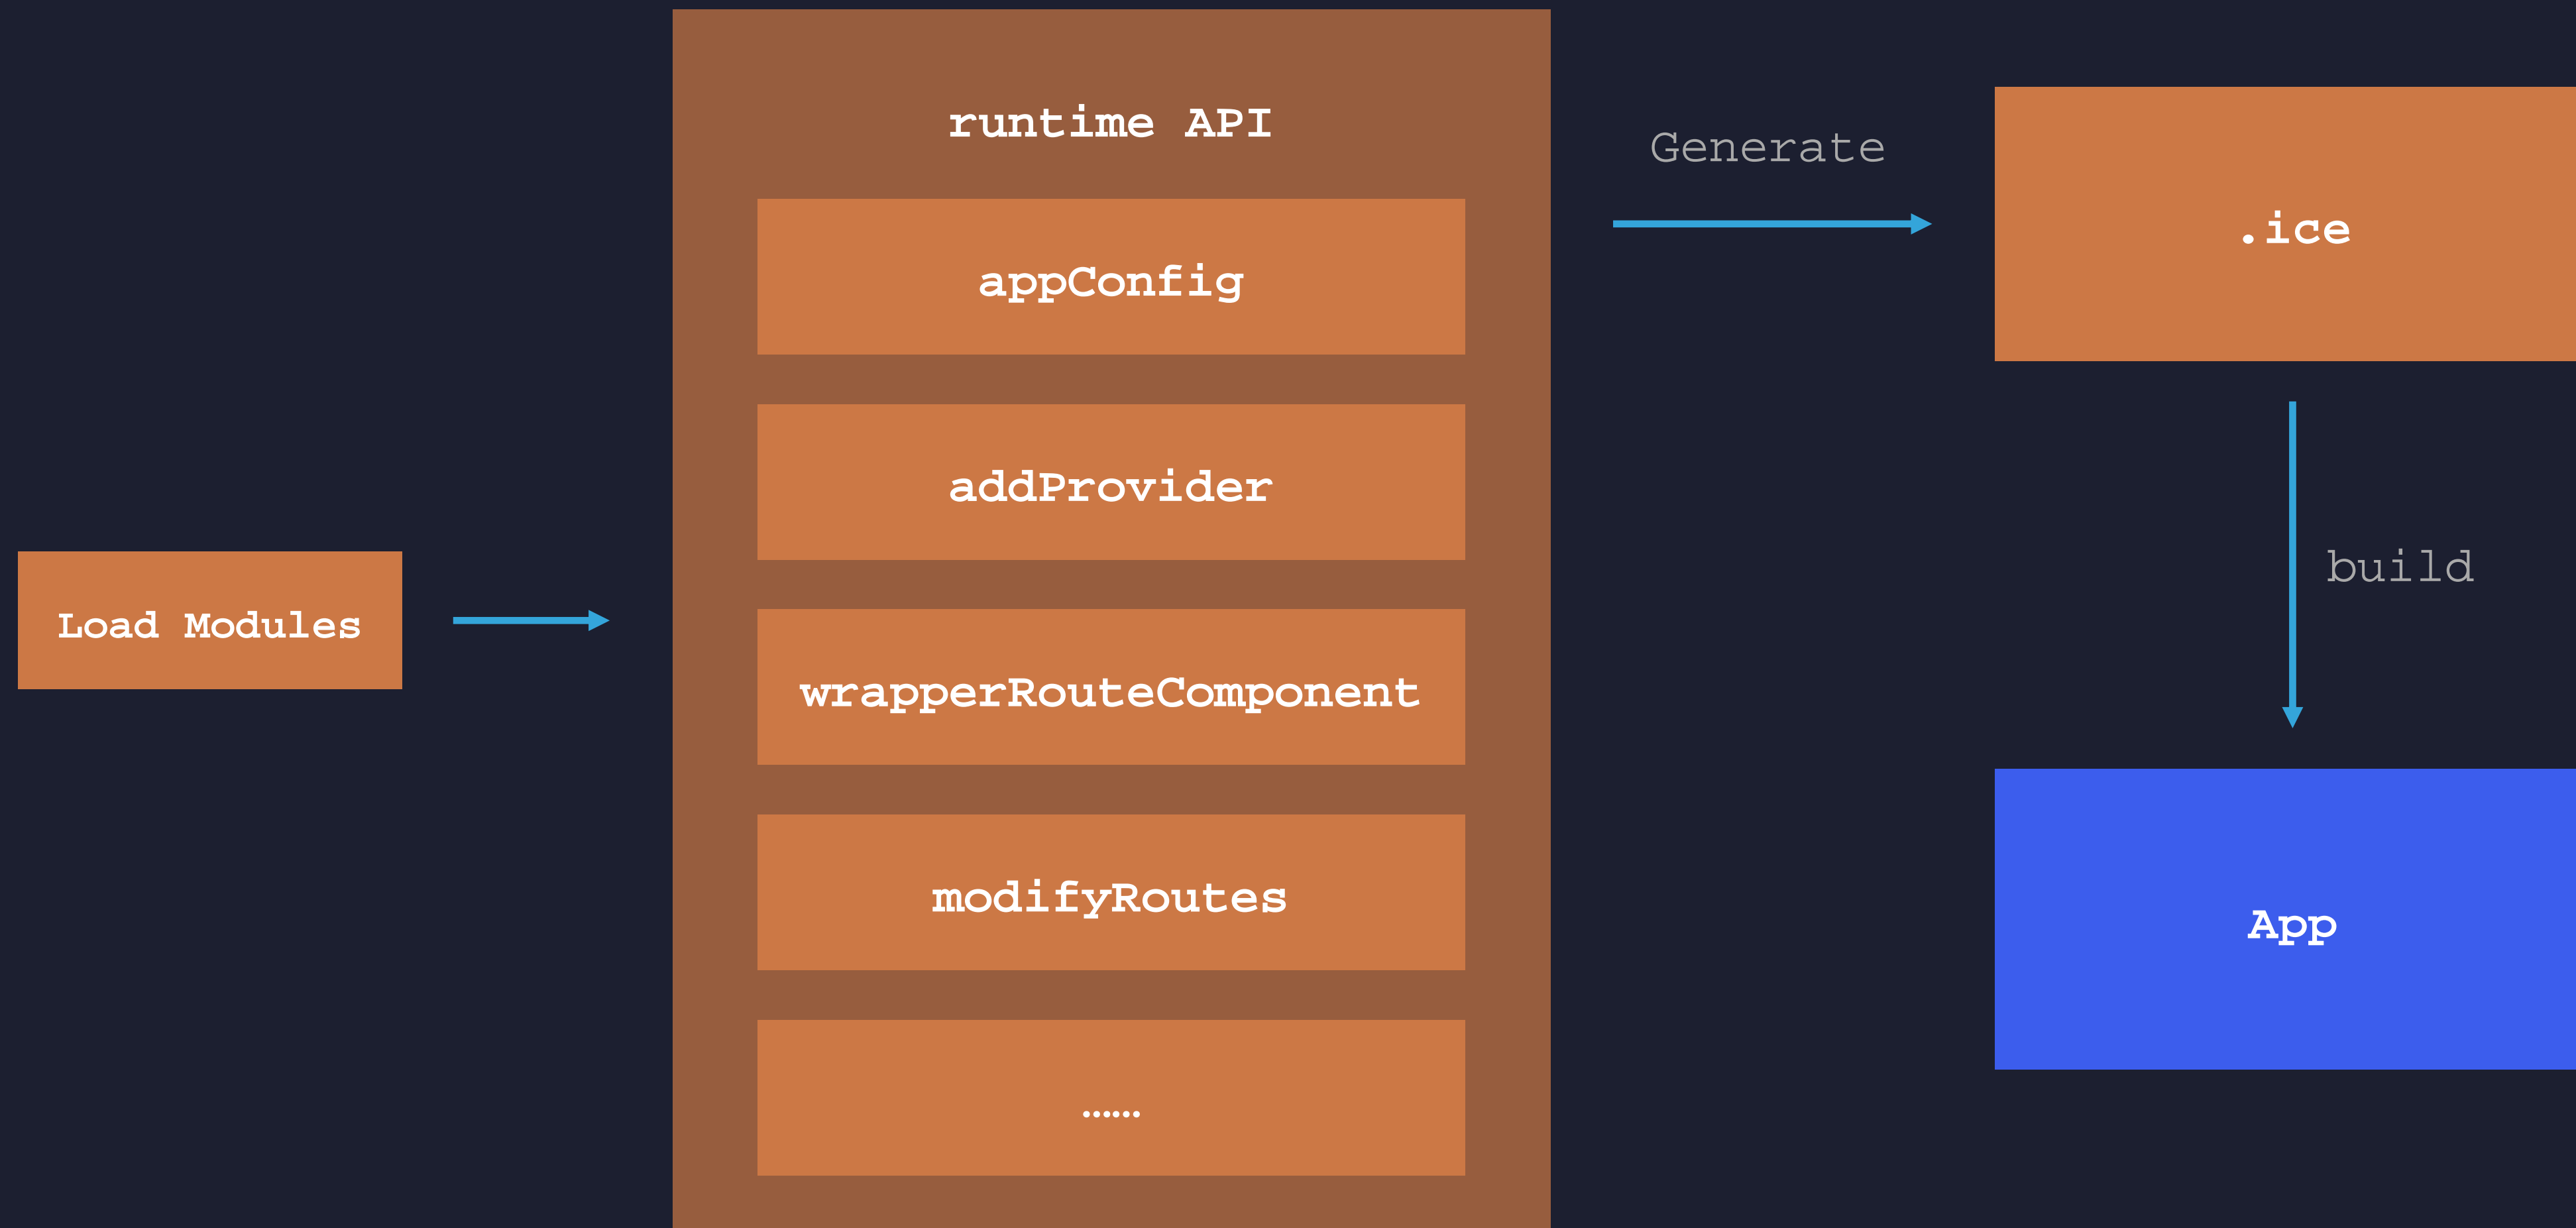 Load Modules
runtime API
appConfig
addProvider
wrapperRouteComponent
modifyRoutes
……
Generate
.ice
build
App